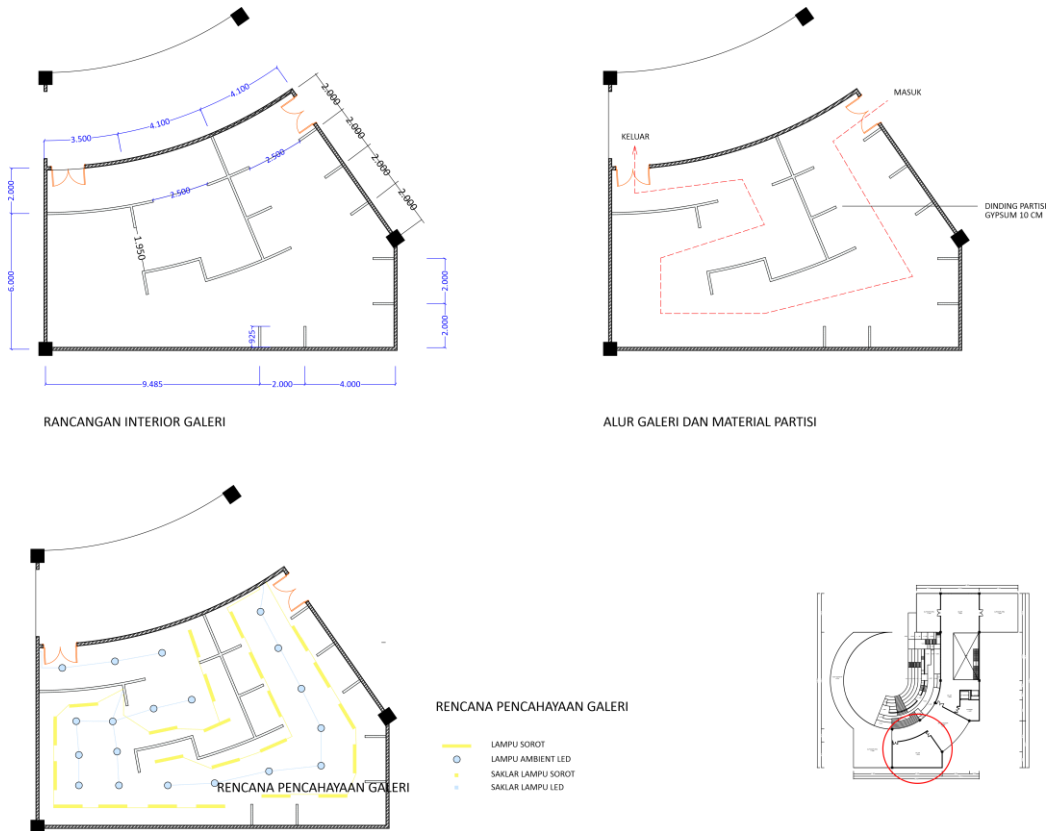 4.100
4.100
3.500
2.000
2.000
2.000
2.000
2.500
2.500
2.000
6.000
1.950
925
2.000
2.000
9.485
2.000
4.000
RANCANGAN INTERIOR GALERI
MASUK
KELUAR
DINDING PARTISI
GYPSUM 10 CM
ALUR GALERI DAN MATERIAL PARTISI
RENCANA PENCAHAYAAN GALERI
RENCANA PENCAHAYAAN GALERI
LAMPU SOROT
LAMPU AMBIENT LED
SAKLAR LAMPU SOROT
SAKLAR LAMPU LED